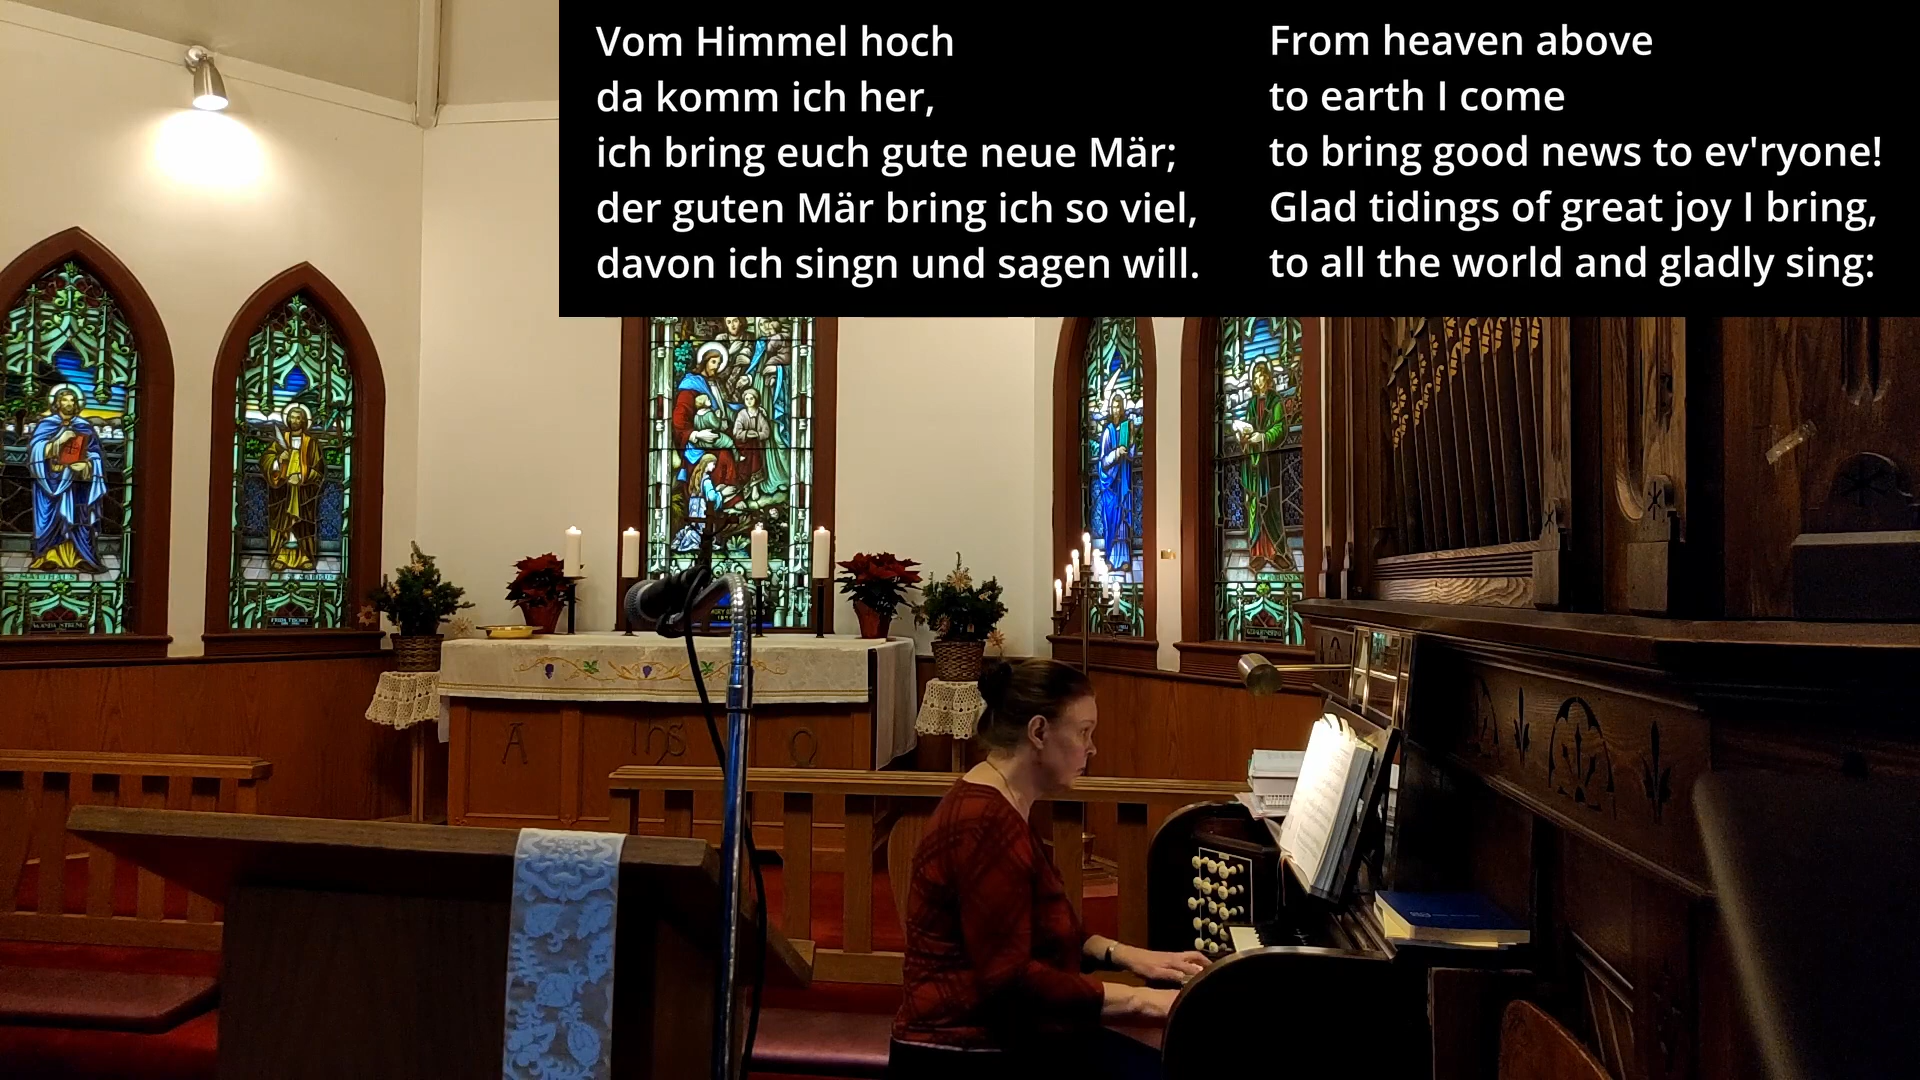 Vom Himmel hoch
da komm ich her,
ich bring euch gute neue Mär;
der guten Mär bring ich so viel,
davon ich singn und sagen will.
From heaven above
to earth I come
to bring good news to ev'ryone!
Glad tidings of great joy I bring,
to all the world and gladly sing: